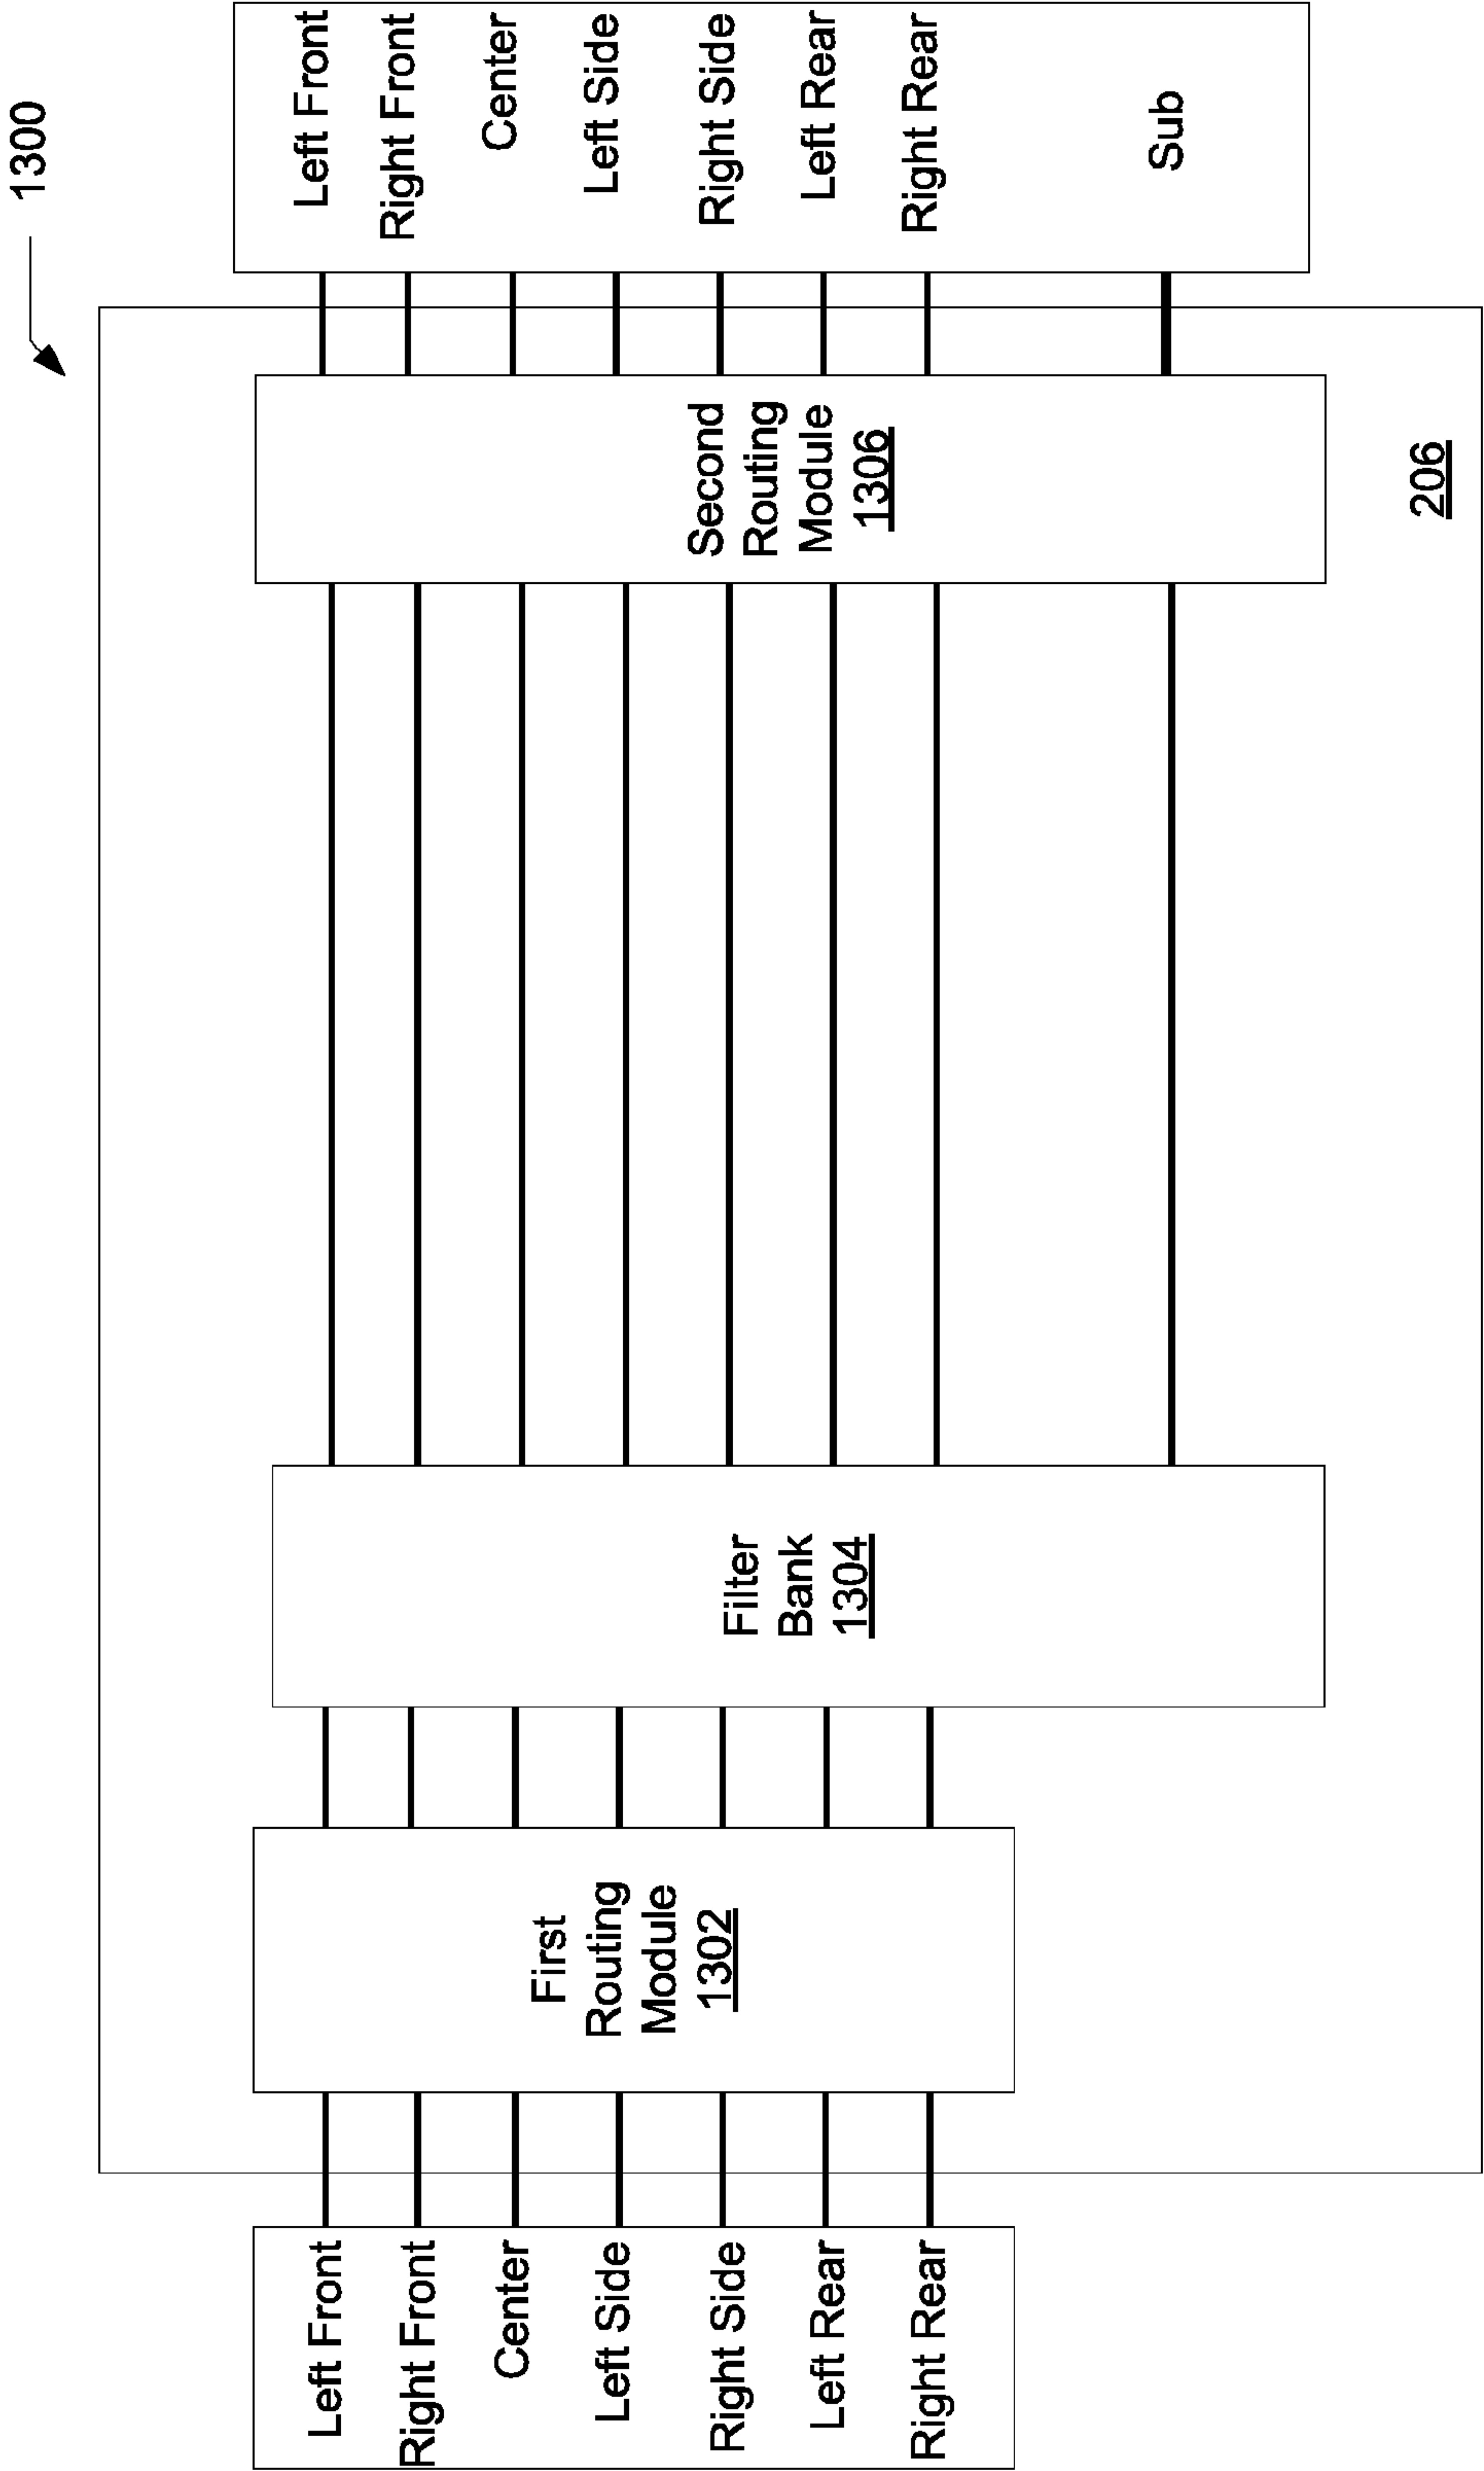 1300
Left Front
Right Front
Center
Left Side
Right Side
Left Rear
Right Rear
First
Routing
Module
1302
Filter
Bank
1304
Second
Routing
Module
1306
Left Front
Right Front
Center
Left Side
Right Side
Left Rear
Right Rear
Sub
206